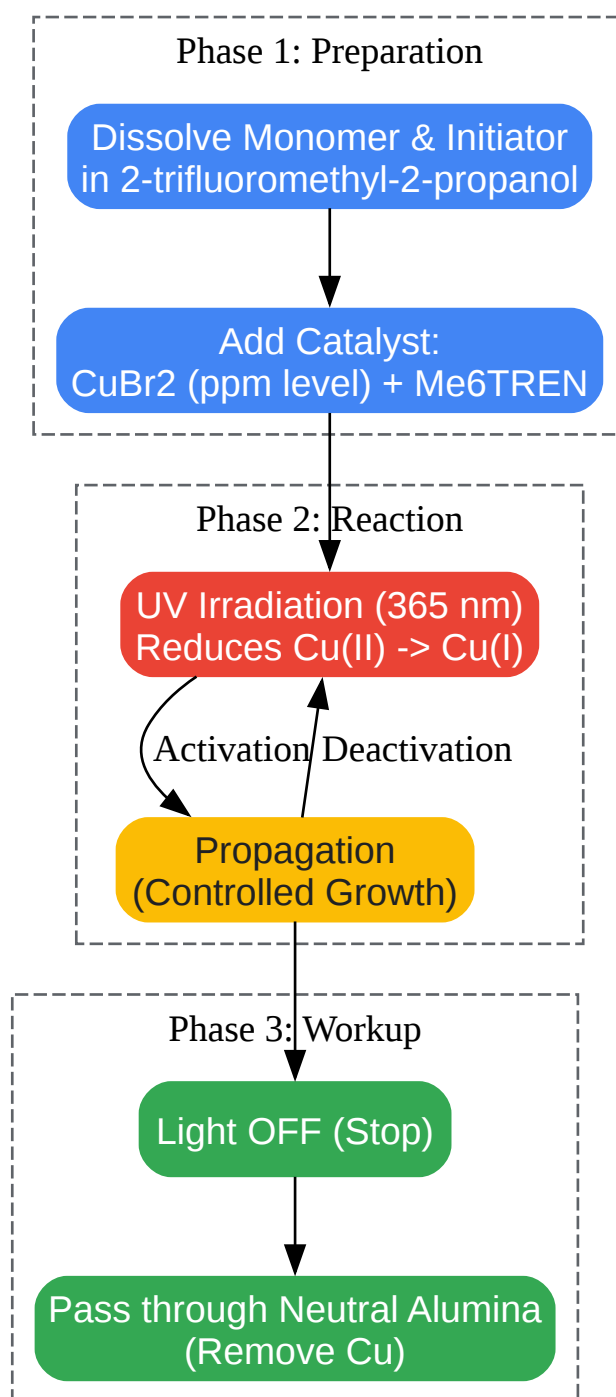 Phase 1: Preparation
Dissolve Monomer & Initiator
in 2-trifluoromethyl-2-propanol
Add Catalyst:
CuBr2 (ppm level) + Me6TREN
Phase 2: Reaction
UV Irradiation (365 nm)
Reduces Cu(II) -> Cu(I)
Activation
Deactivation
Propagation
(Controlled Growth)
Phase 3: Workup
Light OFF (Stop)
Pass through Neutral Alumina
(Remove Cu)